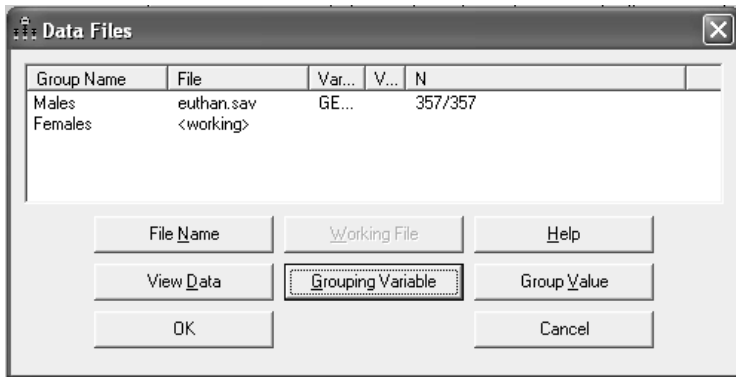 Data Files
Group Name File Var... V... N
Males euthan.sav GE... 357/357
Females <working>
File Name Working File Help
View Data Grouping Variable Group Value
OK Cancel